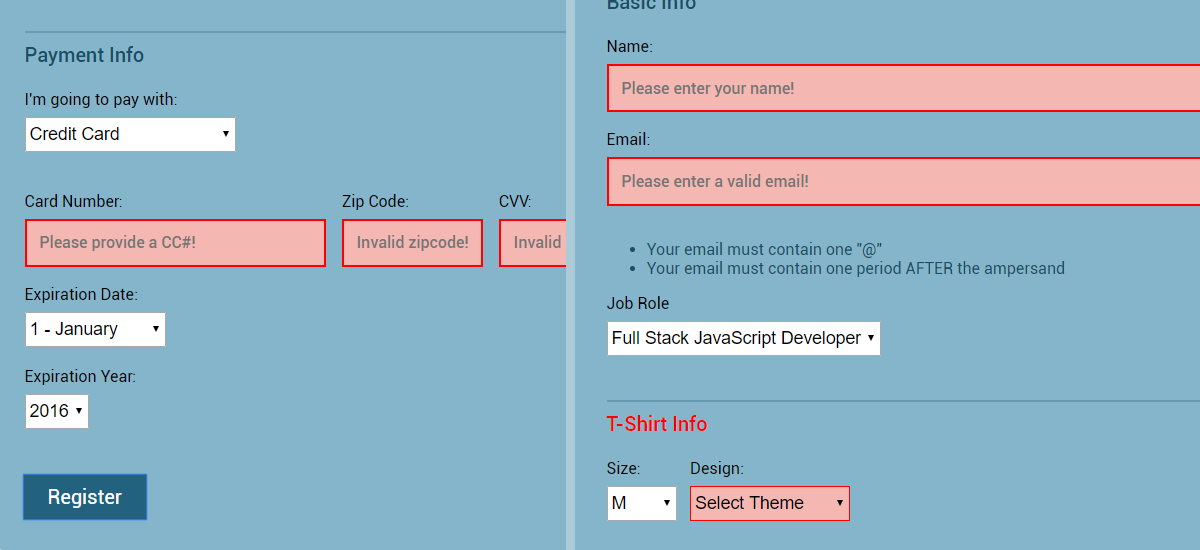 Payment Info
I'm going to pay with:
Credit Card
Card Number: Zip Code: CVV:
Please provide a CC#! Invalid zipcode! Invalid
Expiration Date:
1 - January
Expiration Year:
2016
Register
Basic Info
Name:
Please enter your name!
Email:
Please enter a valid email!
• Your email must contain one "@"
• Your email must contain one period AFTER the ampersand
Job Role
Full Stack JavaScript Developer
T-Shirt Info
Size: Design:
M Select Theme